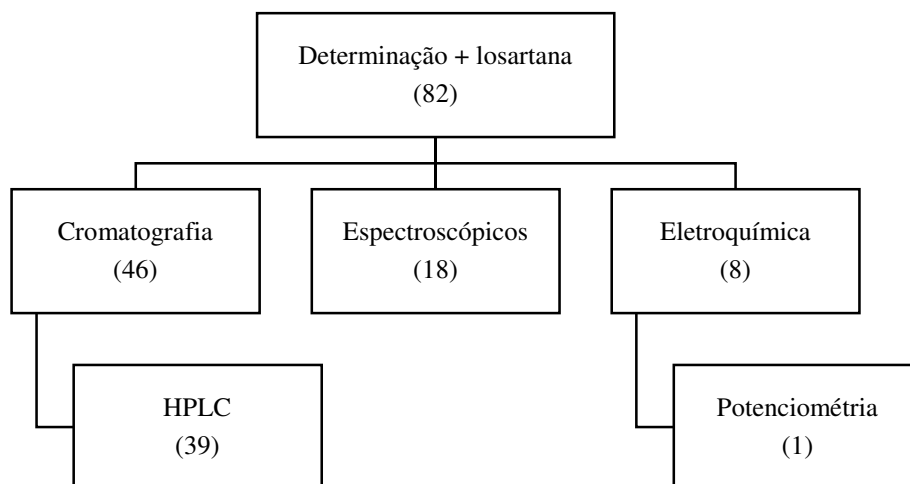 Determinação + losartana
(82)
Cromatografia
(46)
Espectroscópicos
(18)
Eletroquímica
(8)
HPLC
(39)
Potenciométria
(1)